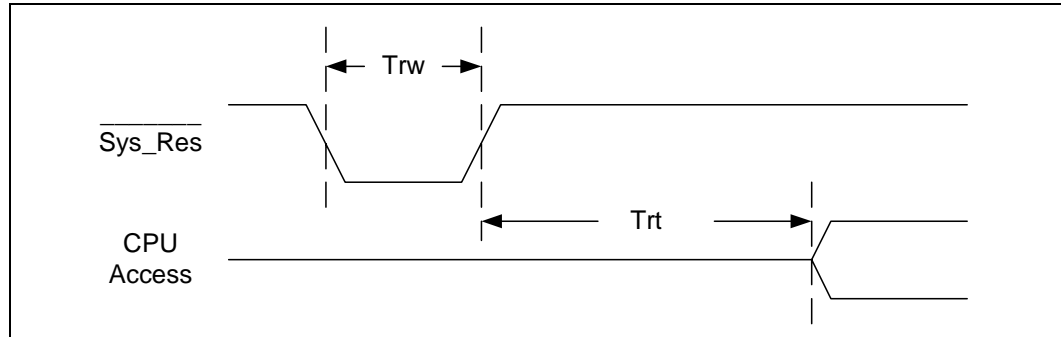 Trw
Sys_Res
Trt
CPU
Access